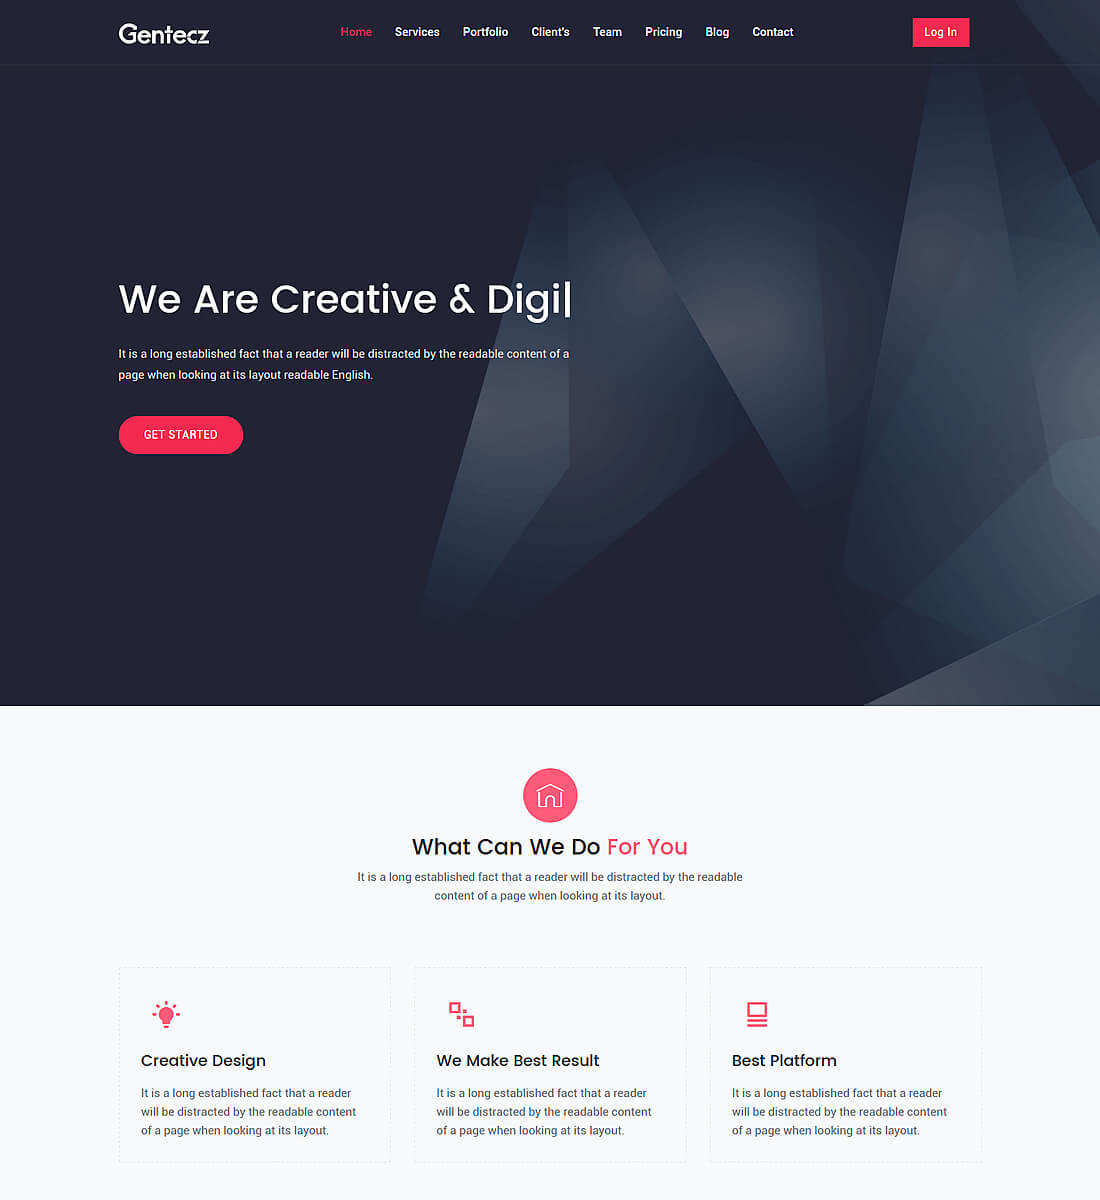 Gentecz
Home Services Portfolio Client's Team Pricing Blog Contact
Log In
We Are Creative & Digi|
It is a long established fact that a reader will be distracted by the readable content of a
page when looking at its layout readable English.
GET STARTED
What Can We Do For You
It is a long established fact that a reader will be distracted by the readable
content of a page when looking at its layout.
Creative Design
It is a long established fact that a reader
will be distracted by the readable content
of a page when looking at its layout.
We Make Best Result
It is a long established fact that a reader
will be distracted by the readable content
of a page when looking at its layout.
Best Platform
It is a long established fact that a reader
will be distracted by the readable content
of a page when looking at its layout.